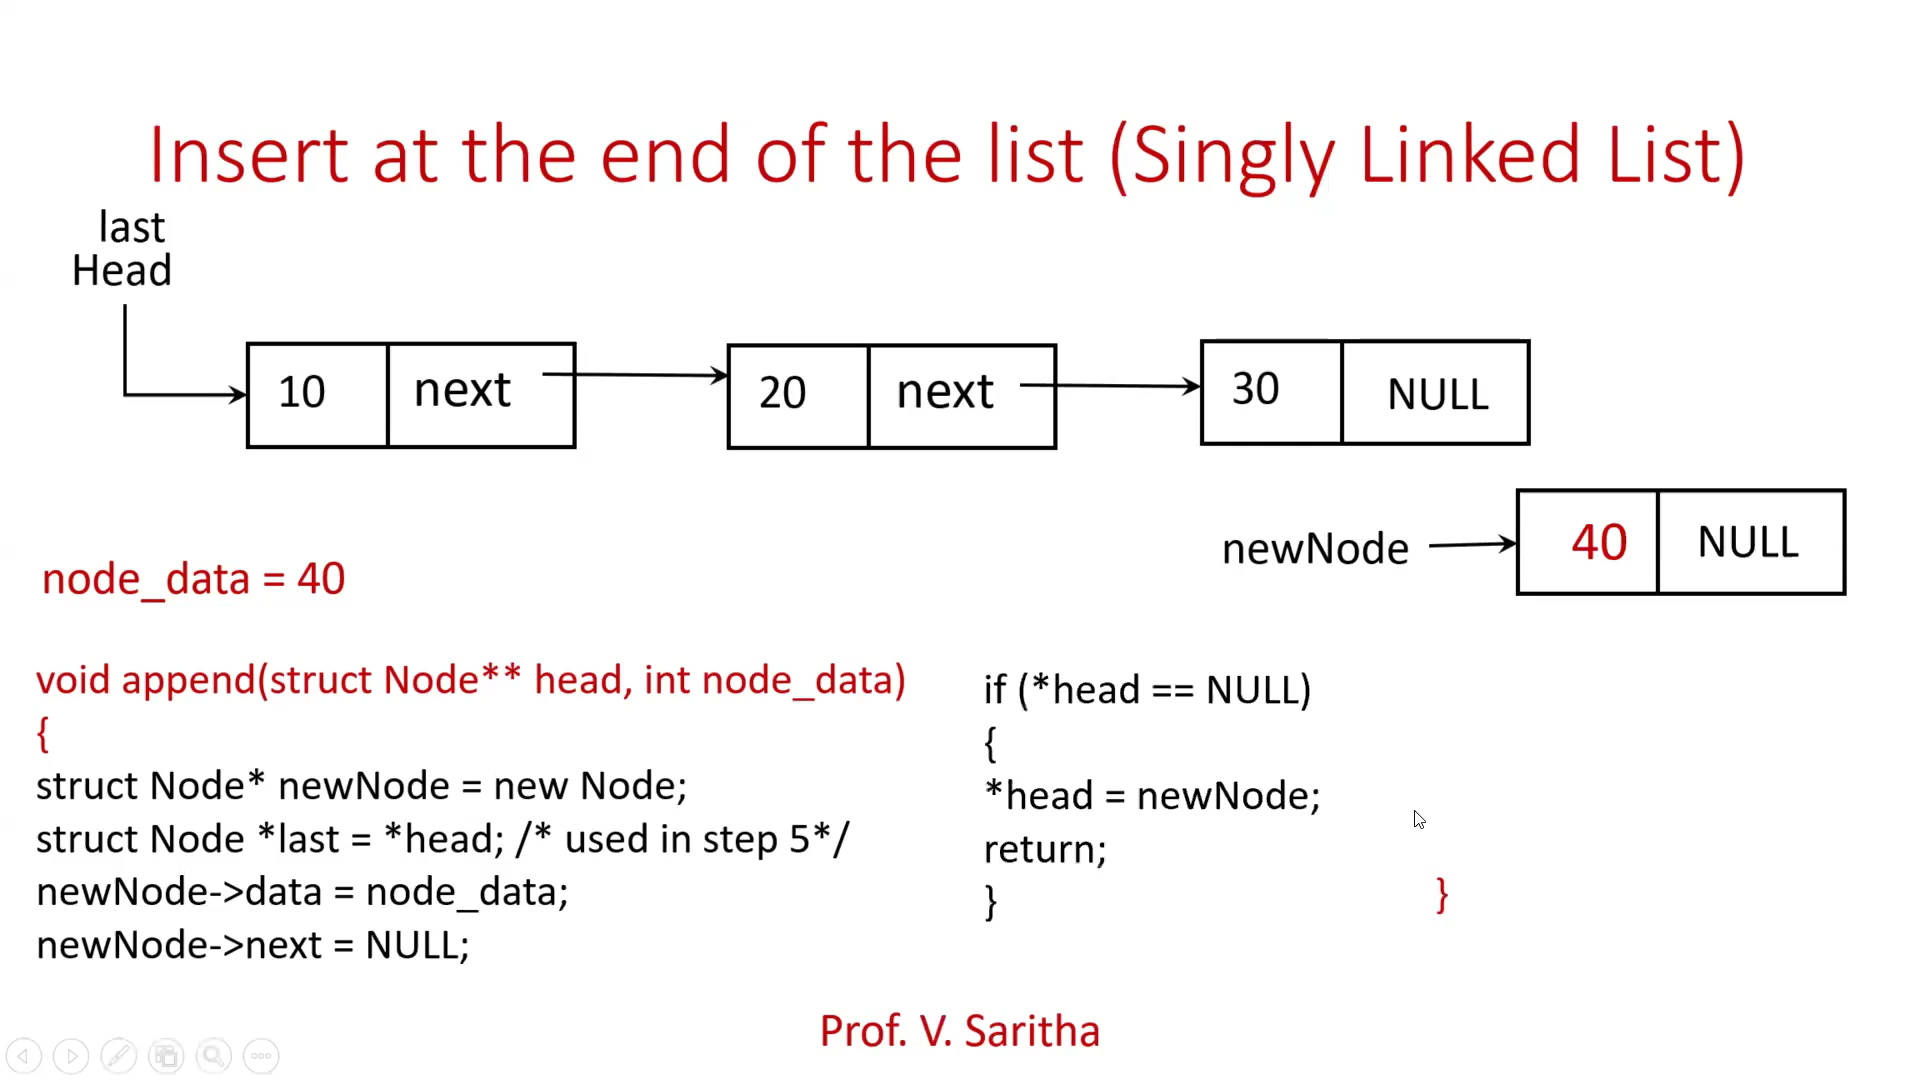 Insert at the end of the list (Singly Linked List)
last
Head
10 next
20 next
30 NULL
newNode
40 NULL
node_data = 40
void append(struct Node** head, int node_data)
{
struct Node* newNode = new Node;
struct Node *last = *head; /* used in step 5*/
newNode->data = node_data;
newNode->next = NULL;
if (*head == NULL)
{
*head = newNode;
return;
}
}
Prof. V. Saritha